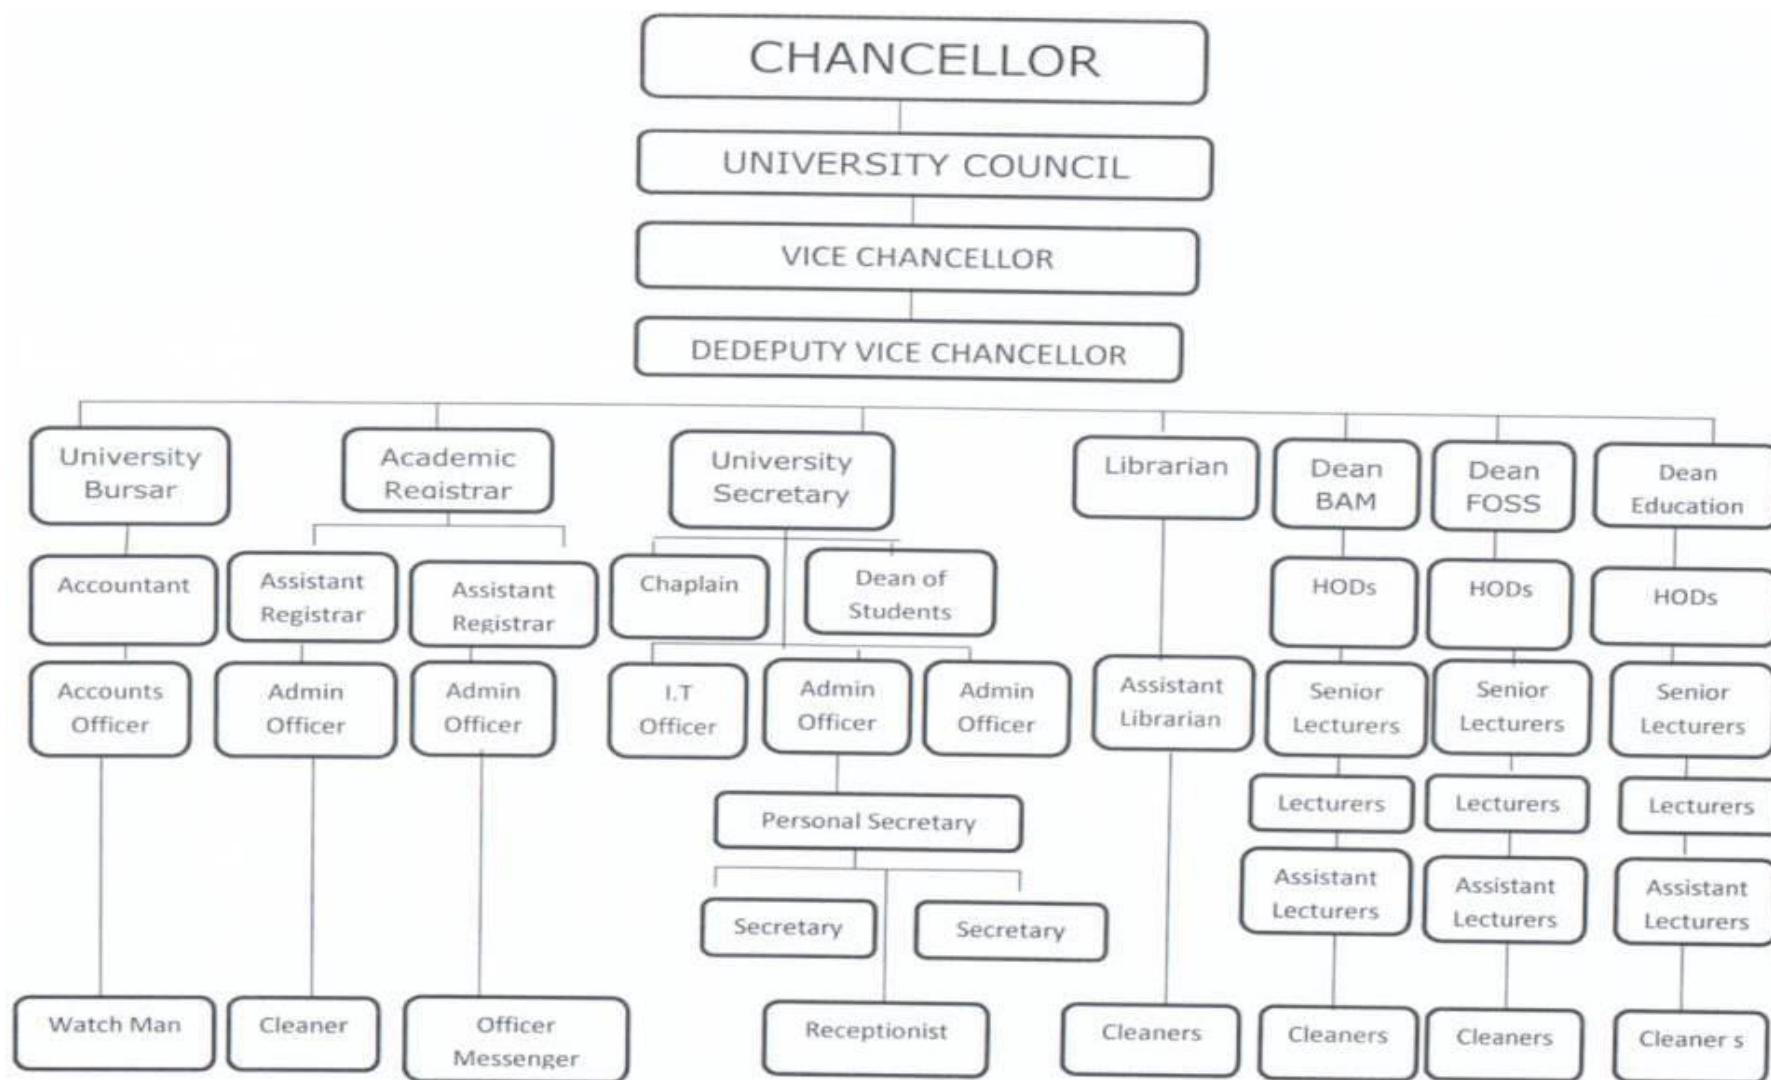 CHANCELLOR
UNIVERSITY COUNCIL
VICE CHANCELLOR
DEDEPUTY VICE CHANCELLOR
University
Bursar
Academic
Registrar
University
Secretary
Librarian
Dean
BAM
Dean
FOSS
Dean
Education
Accountant
Assistant
Registrar
Assistant
Registrar
Chaplain
Dean of
Students
HODs
HODs
HODs
Accounts
Officer
Admin
Officer
Admin
Officer
I.T
Officer
Admin
Officer
Admin
Officer
Assistant
Librarian
Senior
Lecturers
Senior
Lecturers
Senior
Lecturers
Personal Secretary
Lecturers
Lecturers
Lecturers
Secretary
Secretary
Assistant
Lecturers
Assistant
Lecturers
Assistant
Lecturers
Watch Man
Cleaner
Officer
Messenger
Receptionist
Cleaners
Cleaners
Cleaners
Cleaner s